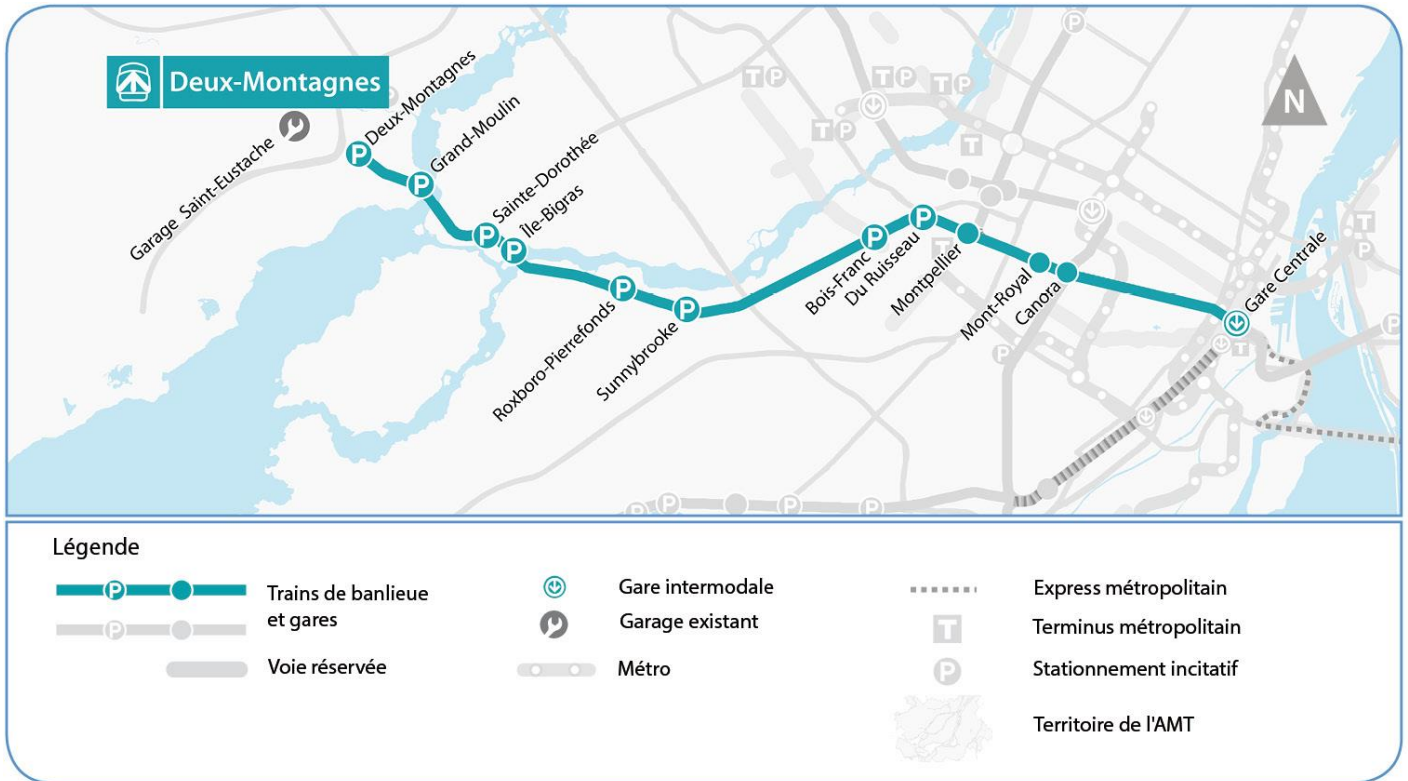 Deux-Montagnes
Garage Saint-Eustache
P Deux-Montagnes
P Grand-Moulin
P Sainte-Dorothée
P Île-Bigras
P Roxboro-Pierrefonds
P Sunnybrooke
P Bois-Franc
P Du Ruisseau
Montpellier
Mont-Royal
Canora
Gare Centrale
T P
T P
T P
T P
T
T
T
P
T
P
P
P
P
P
P
P
N
Légende
P
Trains de banlieue
et gares
P
Voie réservée
Gare intermodale
Garage existant
Métro
Express métropolitain
T Terminus métropolitain
P Stationnement incitatif
Territoire de l'AMT